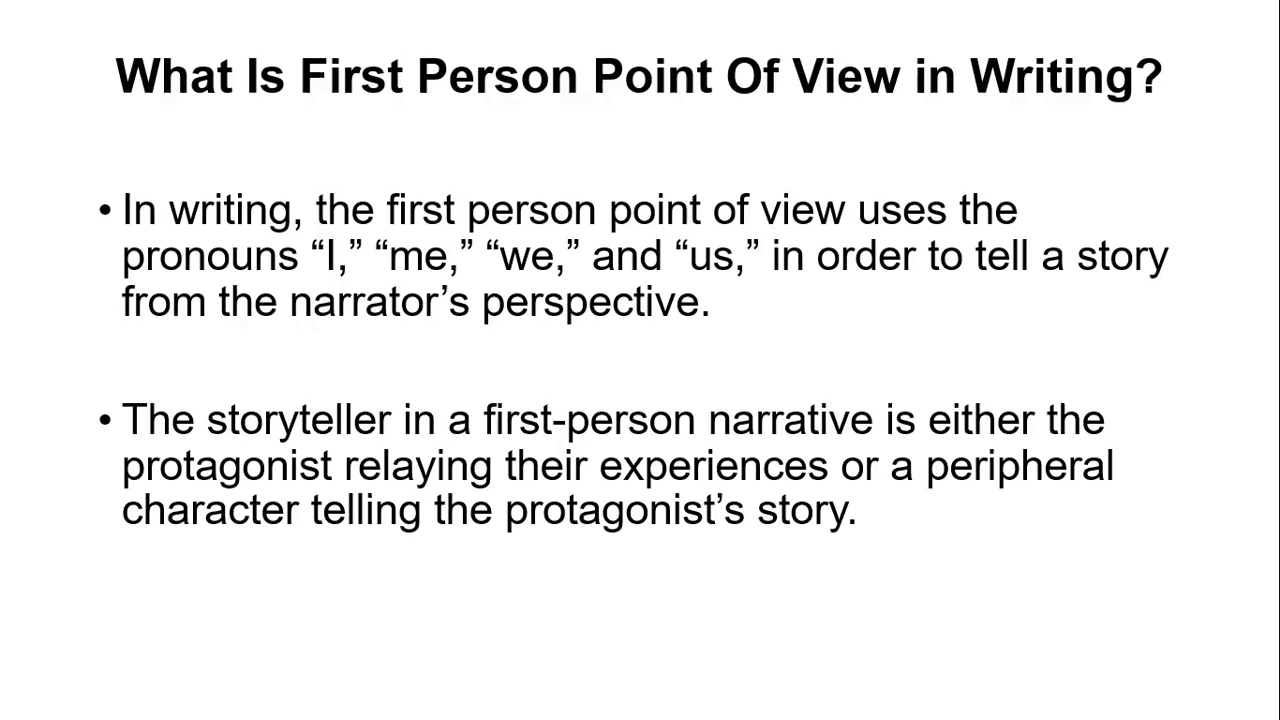 What Is First Person Point Of View in Writing?
• In writing, the first person point of view uses the
pronouns “I,” “me,” “we,” and “us,” in order to tell a story
from the narrator’s perspective.
• The storyteller in a first-person narrative is either the
protagonist relaying their experiences or a peripheral
character telling the protagonist’s story.